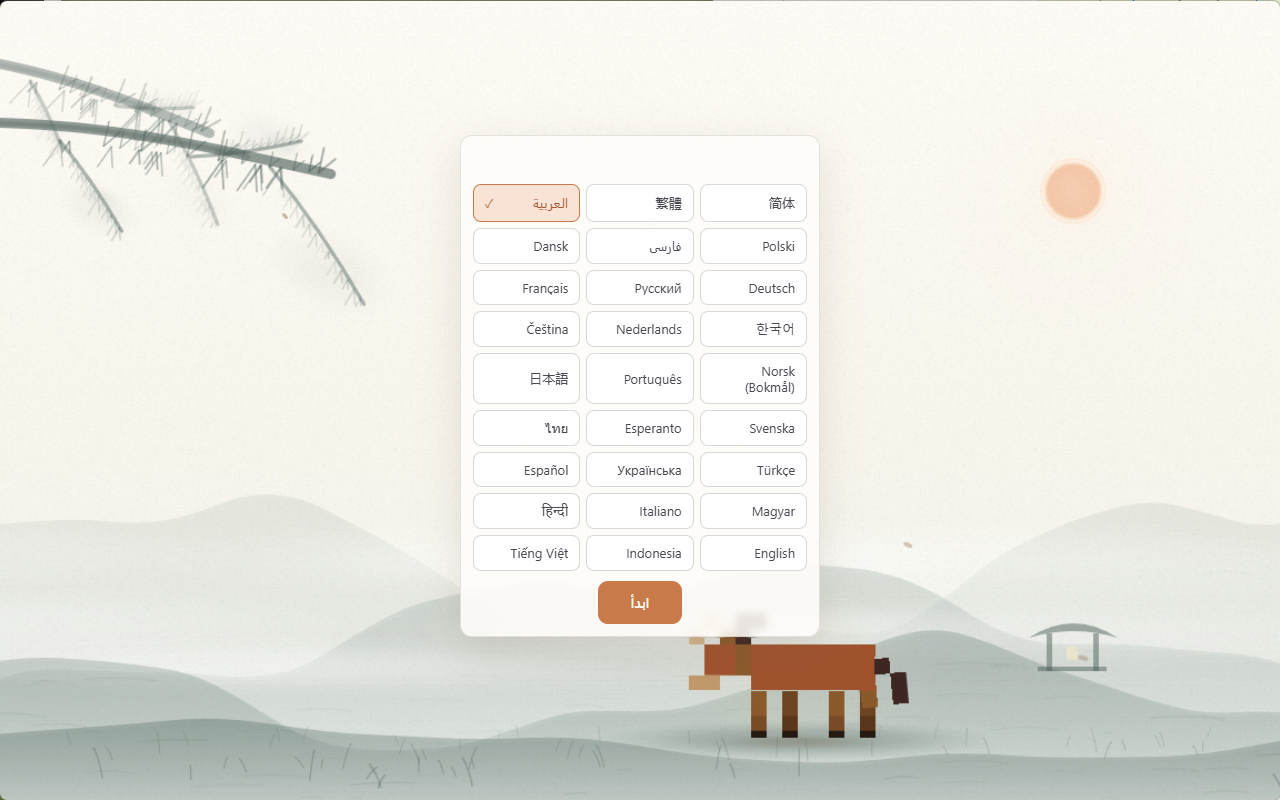 简体
繁體
العربية ✓
Polski
فارسی
Dansk
Deutsch
Русский
Français
한국어
Nederlands
Čeština
Norsk
(Bokmål)
Português
日本語
Svenska
Esperanto
ไทย
Türkçe
Українська
Español
Magyar
Italiano
हिन्दी
English
Indonesia
Tiếng Việt
ابدأ